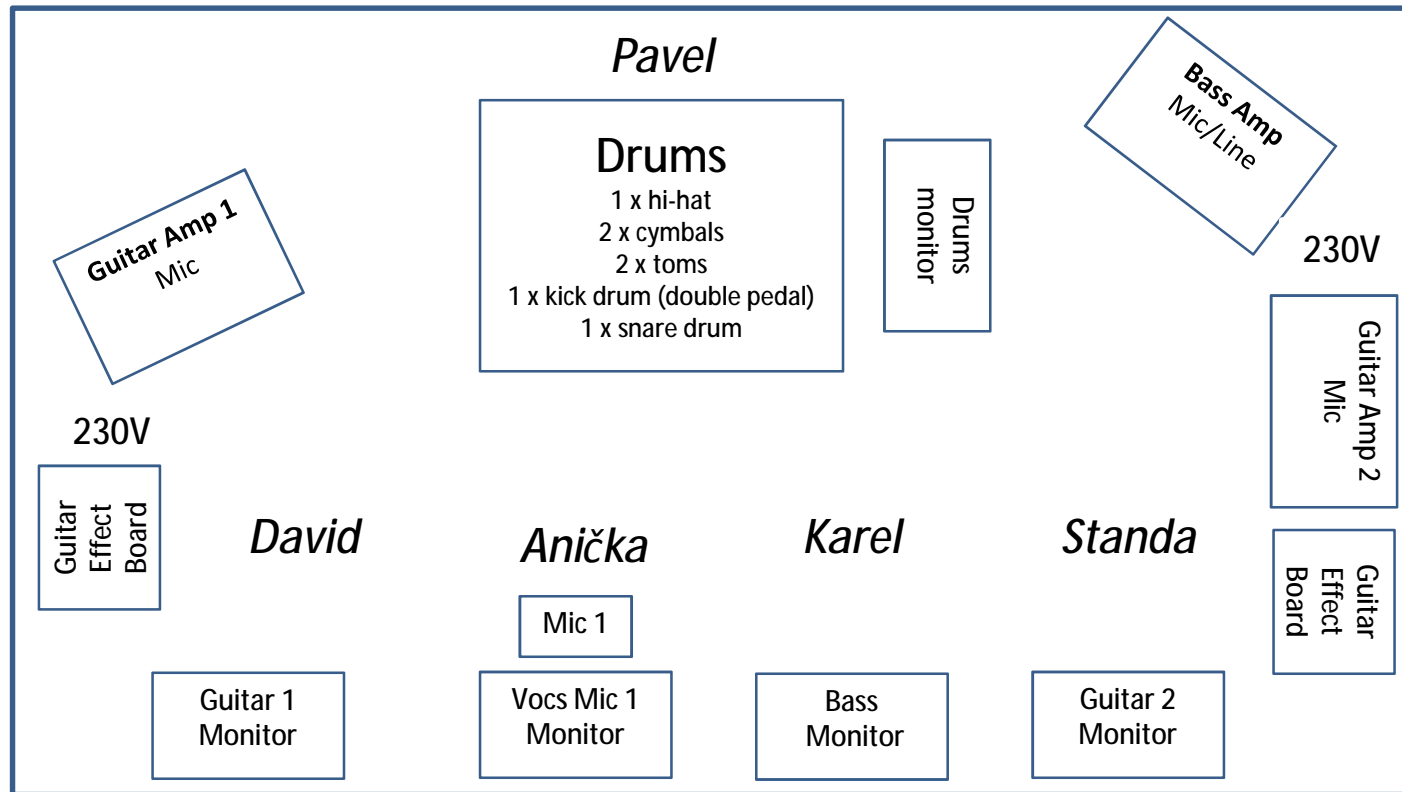 Pavel
Drums
1 x hi-hat
2 x cymbals
2 x toms
1 x kick drum (double pedal)
1 x snare drum
Drums
monitor
Bass Amp
Mic/Line
230V
Guitar Amp 1
Mic
230V
Guitar
Effect
Board
Guitar Amp 2
Mic
David
Anička
Karel
Standa
Guitar
Effect
Board
Mic 1
Guitar 1
Monitor
Vocs Mic 1
Monitor
Bass
Monitor
Guitar 2
Monitor